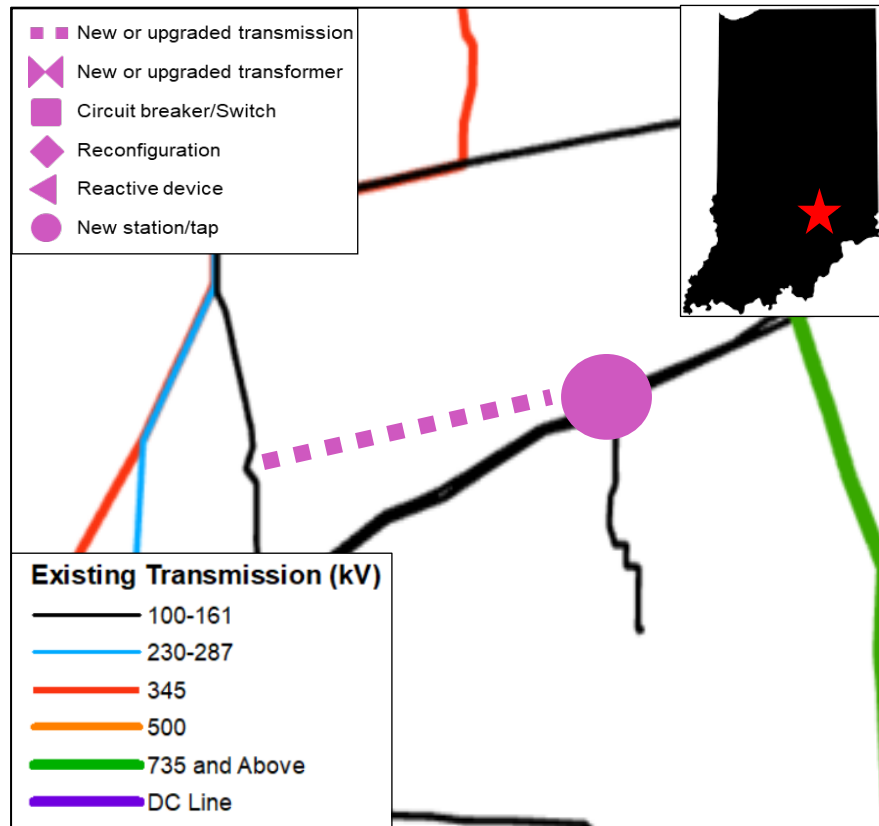 New or upgraded transmission
New or upgraded transformer
Circuit breaker/Switch
Reconfiguration
Reactive device
New station/tap
Existing Transmission (kV)
100-161
230-287
345
500
735 and Above
DC Line